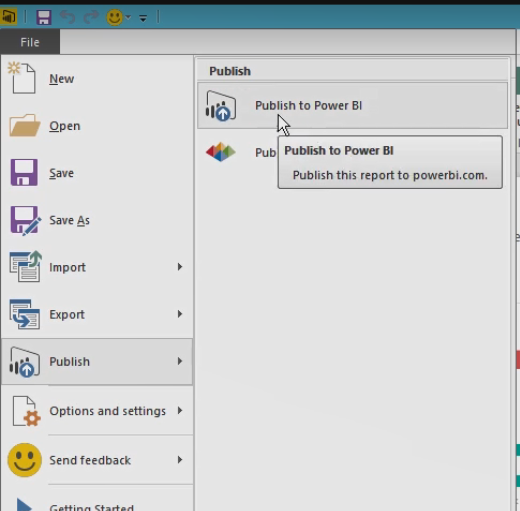 File
New
Open
Save
Save As
Import
Export
Publish
Options and settings
Send feedback
Getting Started
Publish
Publish to Power BI
Pub
Publish to Power BI
Publish this report to powerbi.com.